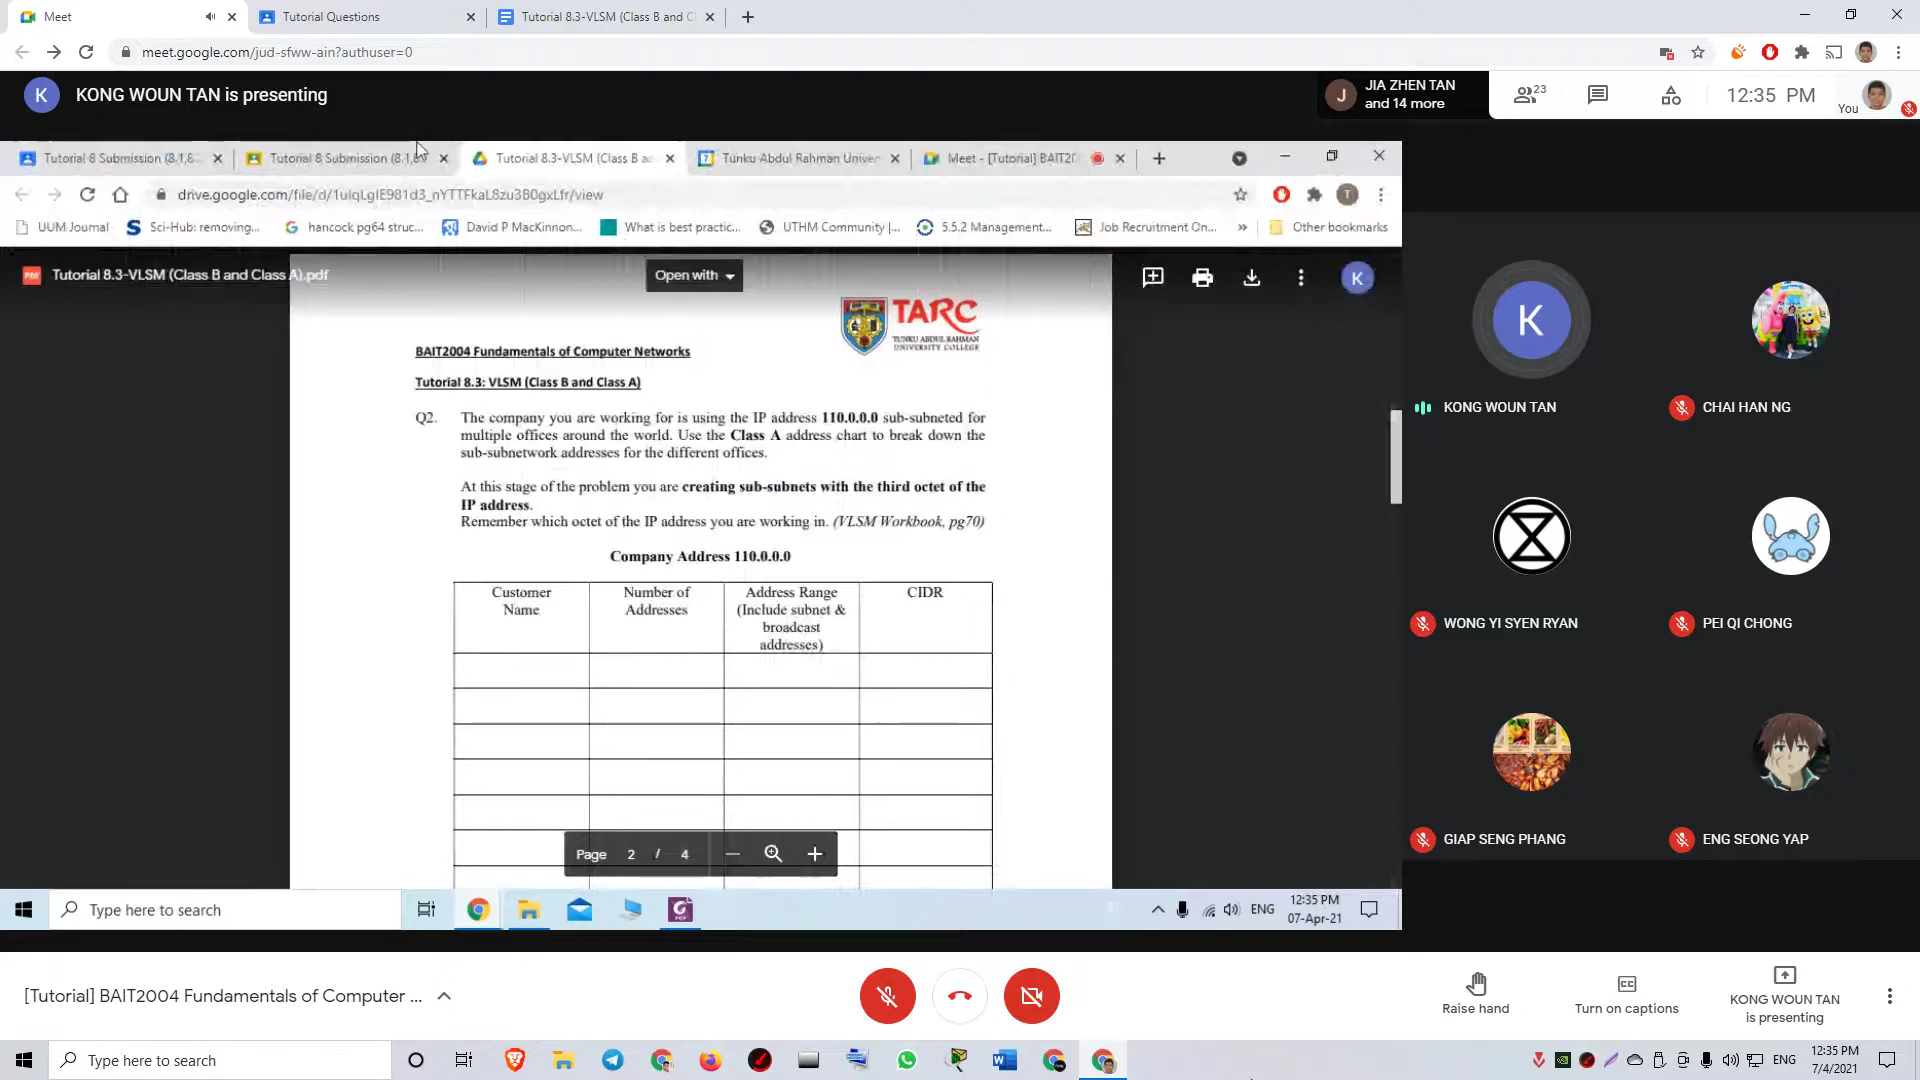 Meet
Tutorial Questions
Tutorial 8.3-VLSM (Class B and C
meet.google.com/jud-sfww-ain?authuser=0
K
KONG WOUN TAN is presenting
J
JIA ZHEN TAN
and 14 more
23
12:35 PM
You
Tutorial 8 Submission (8.1,8.
Tutorial 8 Submission (8.1,8
Tutorial 8.3-VLSM (Class B a
Tunku Abdul Rahman Univer
Meet - [Tutorial] BAIT20
drive.google.com/file/d/1ulqLgIE981d3_nYTTFkaL8zu3B0gxLfr/view
T
UUM Journal
Sci-Hub: removing...
hancock pg64 struc...
David P MacKinnon...
What is best practic...
UTHM Community |...
5.5.2 Management...
Job Recruitment On...
»
Other bookmarks
PDF
Tutorial 8.3-VLSM (Class B and Class A).pdf
Open with
K
TARC
TUNKU ABDUL RAHMAN
UNIVERSITY COLLEGE
BAIT2004 Fundamentals of Computer Networks
Tutorial 8.3: VLSM (Class B and Class A)
Q2. The company you are working for is using the IP address 110.0.0.0 sub-subneted for
multiple offices around the world. Use the Class A address chart to break down the
sub-subnetwork addresses for the different offices.
At this stage of the problem you are creating sub-subnets with the third octet of the
IP address.
Remember which octet of the IP address you are working in. (VLSM Workbook, pg70)
Company Address 110.0.0.0
Customer
Name
Number of
Addresses
Address Range
(Include subnet &
broadcast
addresses)
CIDR
Page 2 / 4
Type here to search
ENG
12:35 PM
07-Apr-21
K
KONG WOUN TAN
CHAI HAN NG
WONG YI SYEN RYAN
PEI QI CHONG
GIAP SENG PHANG
ENG SEONG YAP
[Tutorial] BAIT2004 Fundamentals of Computer ...
Raise hand
Turn on captions
KONG WOUN TAN
is presenting
Type here to search
ENG
12:35 PM
7/4/2021